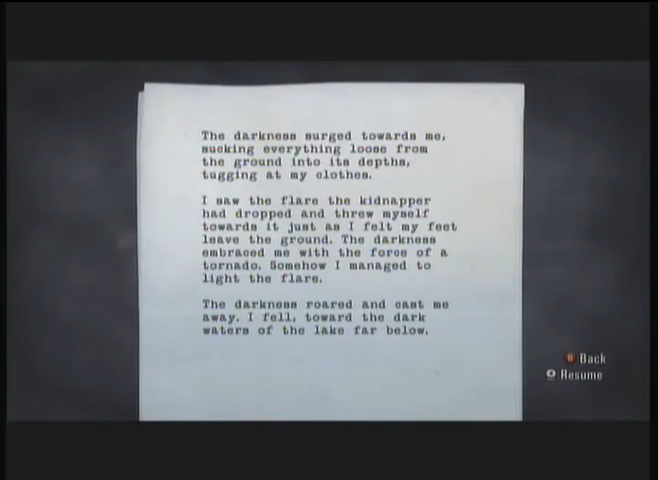 The darkness surged towards me,
sucking everything loose from
the ground into its depths,
tugging at my clothes.
I saw the flare the kidnapper
had dropped and threw myself
towards it just as I felt my feet
leave the ground. The darkness
embraced me with the force of a
tornado. Somehow I managed to
light the flare.
The darkness roared and cast me
away. I fell, toward the dark
waters of the lake far below.
Back
Resume